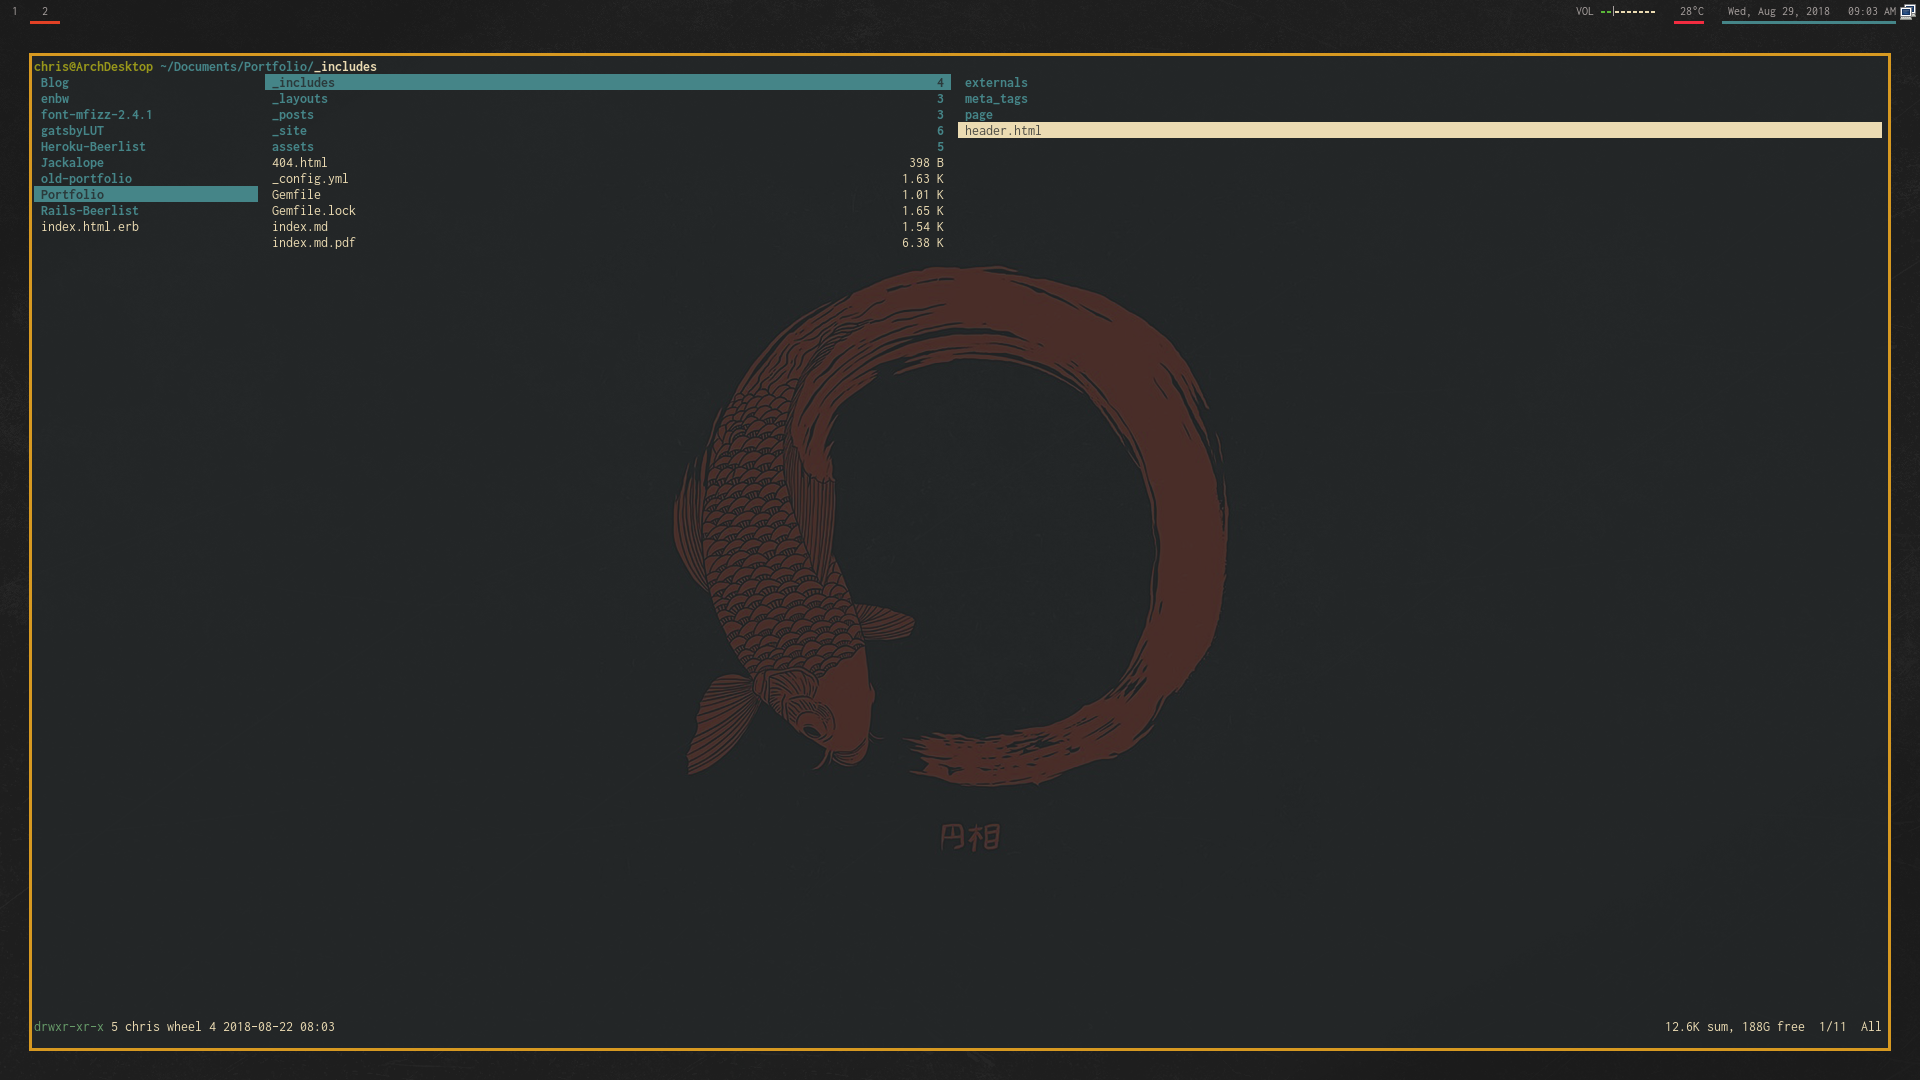 1 2 VOL 28°C Wed, Aug 29, 2018 09:03 AM
chris@ArchDesktop ~/Documents/Portfolio/_includes
Blog
enbw
font-mfizz-2.4.1
gatsbyLUT
Heroku-Beerlist
Jackalope
old-portfolio
Portfolio
Rails-Beerlist
index.html.erb
_includes 4
_layouts 3
_posts 3
_site 6
assets 5
404.html 398 B
_config.yml 1.63 K
Gemfile 1.01 K
Gemfile.lock 1.65 K
index.md 1.54 K
index.md.pdf 6.38 K
externals
meta_tags
page
header.html
円相
drwxr-xr-x 5 chris wheel 4 2018-08-22 08:03 12.6K sum, 188G free 1/11 All